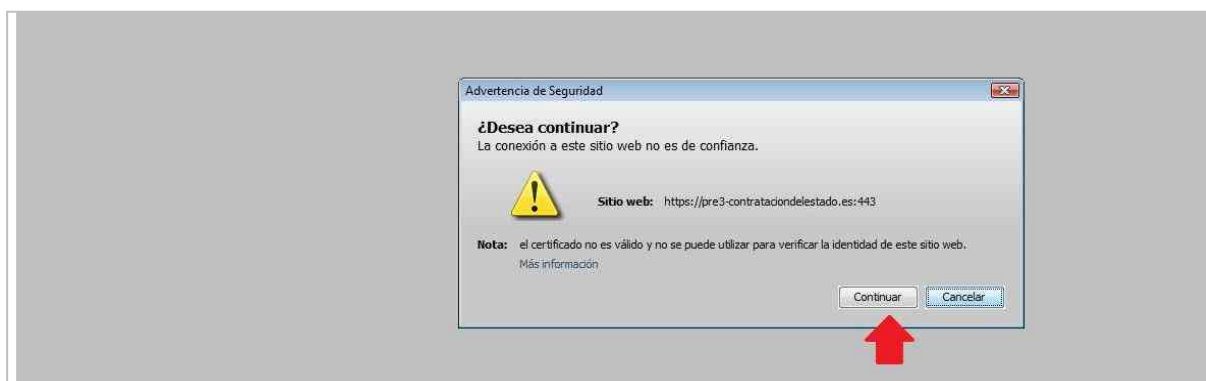 Advertencia de Seguridad
¿Desea continuar?
La conexión a este sitio web no es de confianza.
Sitio web: https://pre3-contrataciondelestado.es:443
Nota: el certificado no es válido y no se puede utilizar para verificar la identidad de este sitio web.
Más información
Continuar Cancelar